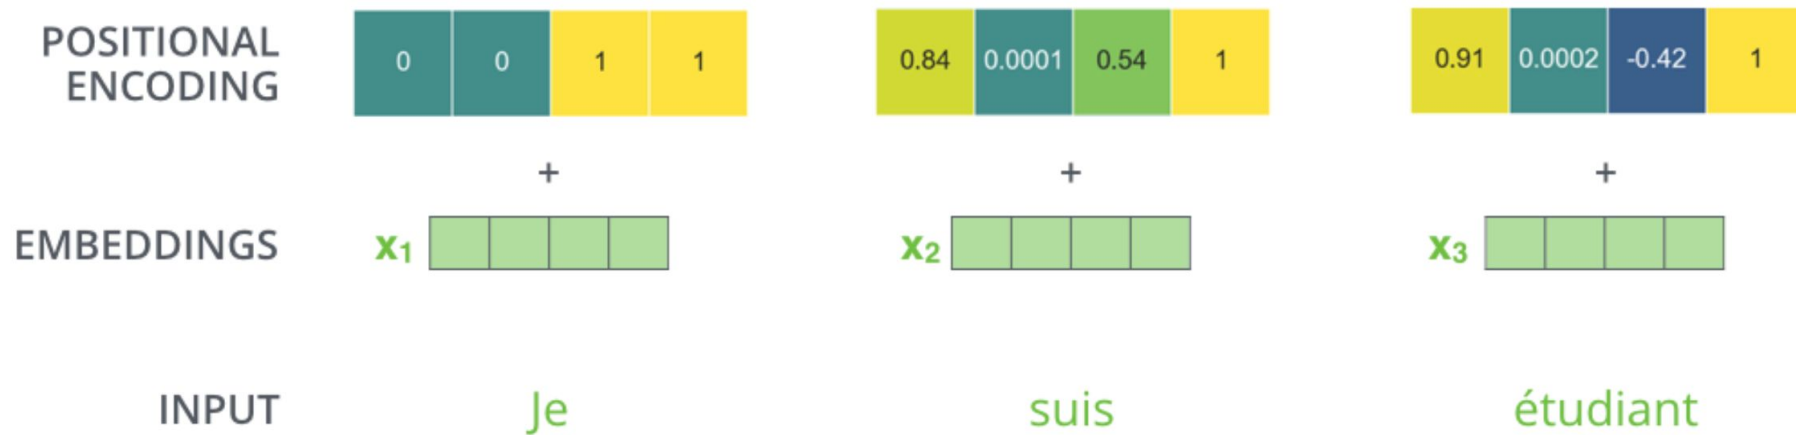 POSITIONAL
ENCODING
0 0 1 1
0.84 0.0001 0.54 1
0.91 0.0002 -0.42 1
+ + +
EMBEDDINGS
x1
x2
x3
INPUT
Je
suis
étudiant